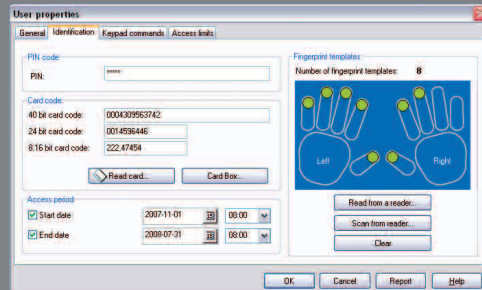 User properties
General Identification Keypad commands Access limits
PIN code
PIN: ****
Card code:
40 bit card code: 0004309563742
24 bit card code: 0014596446
8.16 bit card code: 222.47454
Read card... Card Box...
Access period
Start date 2007-11-01 15 08:00
End date 2008-07-31 15 08:00
Fingerprint templates:
Number of fingerprint templates: 8
Left Right
Read from a reader...
Scan from reader...
Clear
OK Cancel Report Help